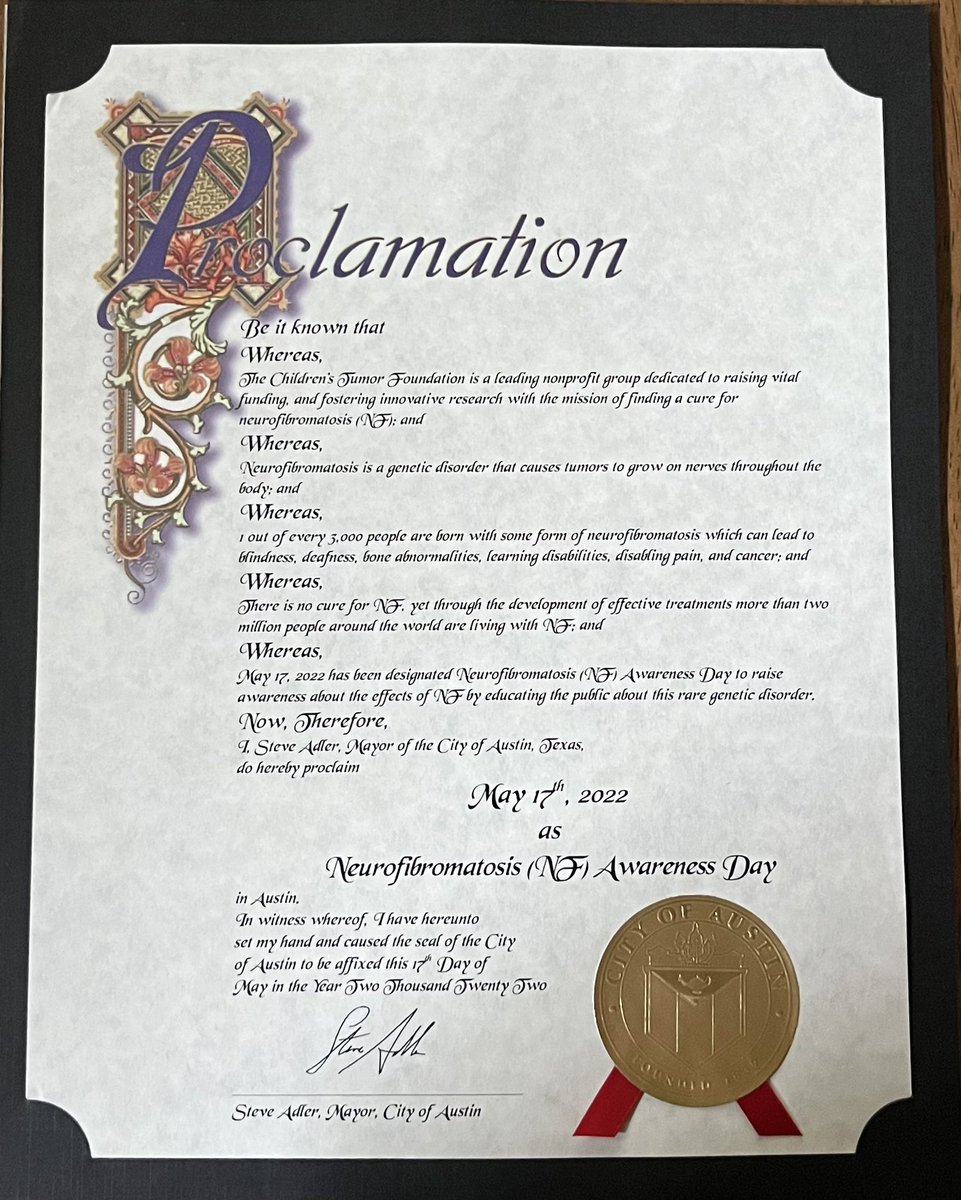 Proclamation
Be it known that
Whereas,
The Children's Tumor Foundation is a leading nonprofit group dedicated to raising vital
funding, and fostering innovative research with the mission of finding a cure for
neurofibromatosis (NF); and
Whereas,
Neurofibromatosis is a genetic disorder that causes tumors to grow on nerves throughout the
body; and
Whereas,
1 out of every 3,000 people are born with some form of neurofibromatosis which can lead to
blindness, deafness, bone abnormalities, learning disabilities, disabling pain, and cancer; and
Whereas,
There is no cure for NF, yet through the development of effective treatments more than two
million people around the world are living with NF; and
Whereas,
May 17, 2022 has been designated Neurofibromatosis (NF) Awareness Day to raise
awareness about the effects of NF by educating the public about this rare genetic disorder.
Now, Therefore,
I, Steve Adler, Mayor of the City of Austin, Texas,
do hereby proclaim
May 17th, 2022
as
Neurofibromatosis (NF) Awareness Day
in Austin.
In witness whereof, I have hereunto
set my hand and caused the seal of the City
of Austin to be affixed this 17th Day of
May in the Year Two Thousand Twenty Two
Steve Adler
Steve Adler, Mayor, City of Austin
CITY OF AUSTIN
FOUNDED